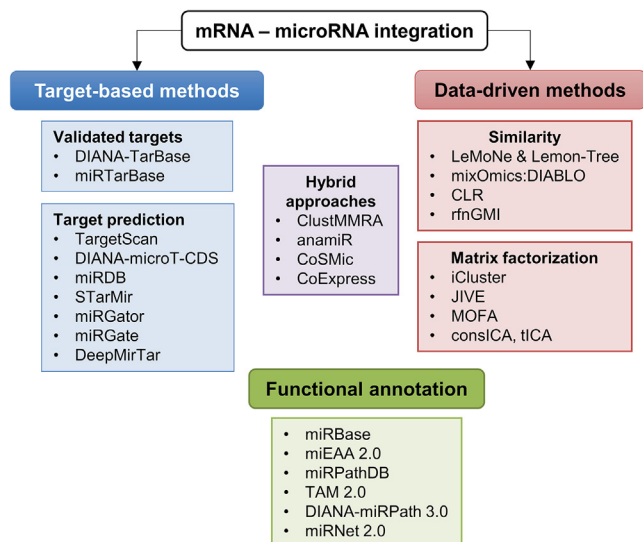 mRNA – microRNA integration
Target-based methods
Validated targets
• DIANA-TarBase
• miRTarBase
Target prediction
• TargetScan
• DIANA-microT-CDS
• miRDB
• STarMir
• miRGator
• miRGate
• DeepMirTar
Hybrid
approaches
• ClustMMRA
• anamiR
• CoSMic
• CoExpress
Data-driven methods
Similarity
• LeMoNe & Lemon-Tree
• mixOmics:DIABLO
• CLR
• rfnGMI
Matrix factorization
• iCluster
• JIVE
• MOFA
• consICA, tICA
Functional annotation
• miRBase
• miEAA 2.0
• miRPathDB
• TAM 2.0
• DIANA-miRPath 3.0
• miRNet 2.0